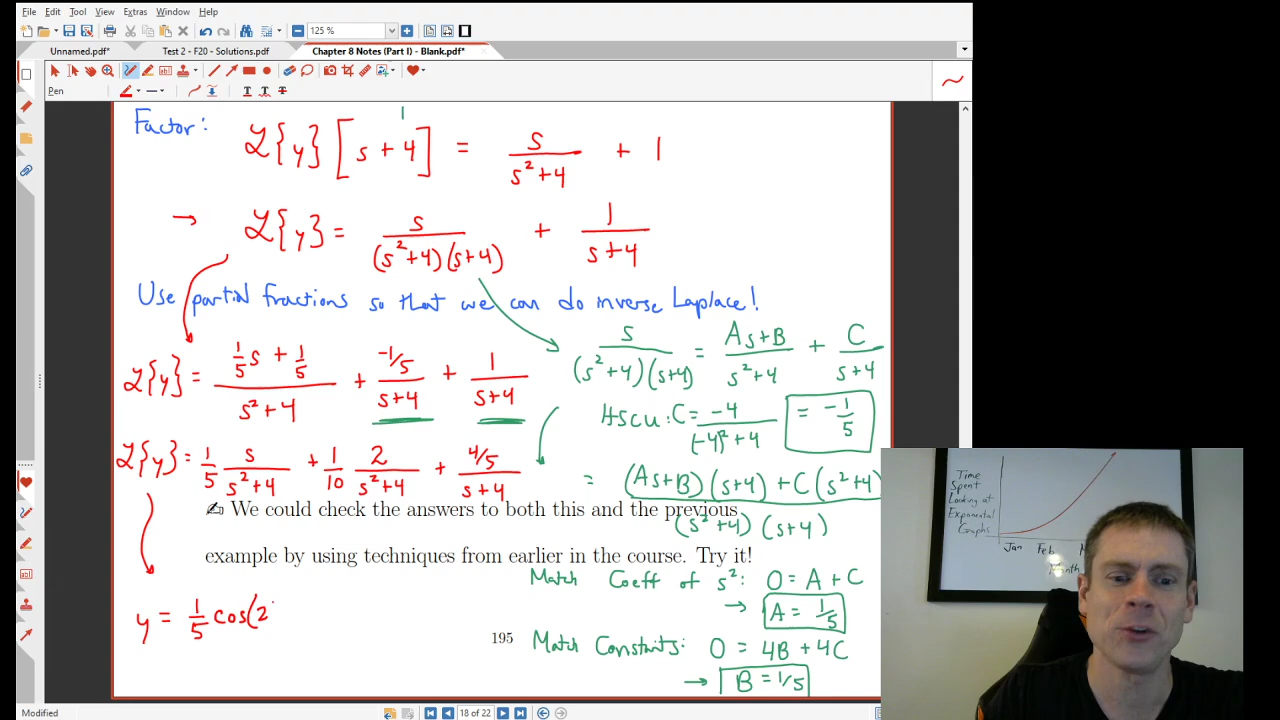 File Edit Tool View Extras Window Help
125 %
Unnamed.pdf* Test 2 - F20 - Solutions.pdf Chapter 8 Notes (Part I) - Blank.pdf*
Pen
Factor: ℒ{y} [s + 4] = s/(s²+4) + 1
1
→ ℒ{y} = s/((s²+4)(s+4)) + 1/(s+4)
Use partial fractions so that we can do inverse Laplace!
ℒ{y} = (1/5 s + 1/5)/(s²+4) + (-1/5)/(s+4) + 1/(s+4)
ℒ{y} = 1/5 s/(s²+4) + 1/10 2/(s²+4) + (4/5)/(s+4)
s/((s²+4)(s+4)) = (As+B)/(s²+4) + C/(s+4)
HSCU: C = -4/((-4)²+4) = -1/5
= ((As+B)(s+4) + C(s²+4))/((s²+4)(s+4))
✍ We could check the answers to both this and the previous
example by using techniques from earlier in the course. Try it!
Match Coeff of s²: 0 = A + C
→ A = 1/5
Match Constants: 0 = 4B + 4C
→ B = 1/5
y = 1/5 cos(2
195
Time
Spent
Looking at
Exponential
Graphs
Jan Feb
Month
Modified 18 of 22